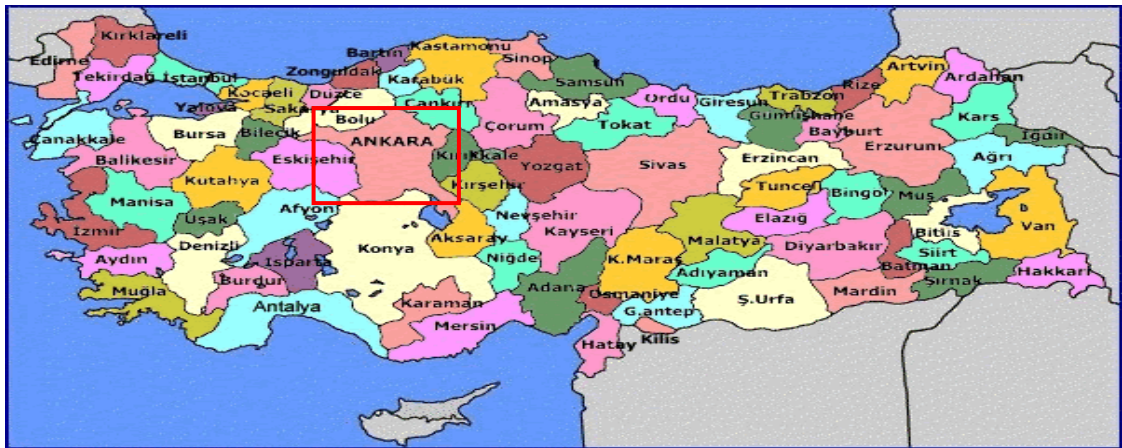 Kırklareli
Edirne
Tekirdağ
İstanbul
Kocaeli
Yalova
Sakarya
Düzce
Zonguldak
Bartın
Karabük
Kastamonu
Sinop
Samsun
Bolu
Çankırı
Çorum
Amasya
Tokat
Ordu
Giresun
Trabzon
Rize
Artvin
Ardahan
Gümüşhane
Bayburt
Erzurum
Kars
Iğdır
Ağrı
Çanakkale
Balikesir
Bursa
Bilecik
Eskişehir
ANKARA
Kırıkkale
Yozgat
Sivas
Erzincan
Tunceli
Bingöl
Muş
Kutahya
Manisa
Uşak
Afyon
Kırşehir
Nevşehir
Kayseri
Malatya
Elazığ
Diyarbakır
Bitlis
Van
İzmir
Aydın
Denizli
Isparta
Konya
Aksaray
Niğde
K.Maraş
Adıyaman
Batman
Siirt
Şırnak
Hakkari
Muğla
Burdur
Antalya
Karaman
Mersin
Adana
Osmaniye
G.antep
Ş.Urfa
Mardin
Hatay
Kilis